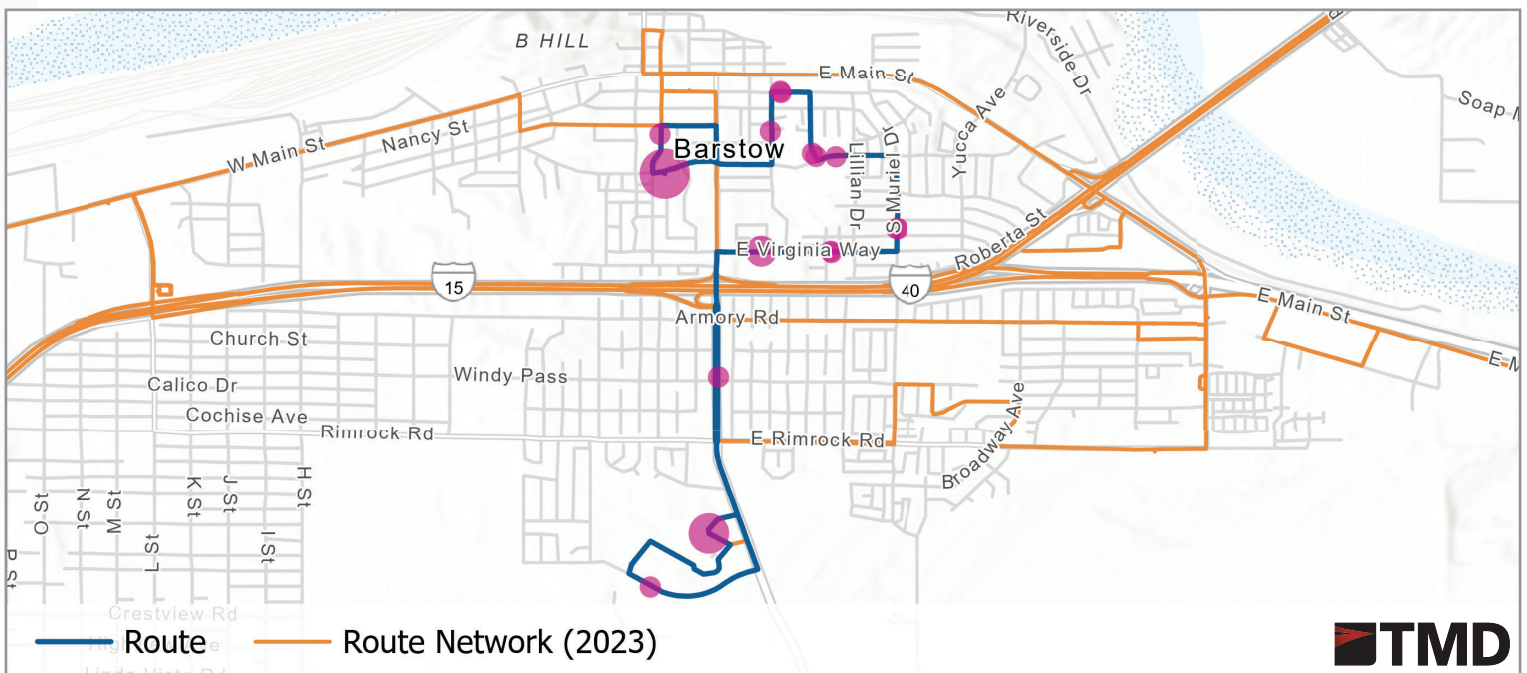 B HILL
E Main St
Riverside Dr
Soap
Yucca Ave
Nancy St
W Main St
Barstow
Lillian Dr
S Muriel Dr
E Virginia Way
Roberta St
15
40
E Main St
Armory Rd
Church St
Windy Pass
Calico Dr
Cochise Ave
Rimrock Rd
E Rimrock Rd
Broadway Ave
O St
N St
M St
L St
K St
J St
I St
H St
P St
Crestview Rd
Route
Route Network (2023)
TMD